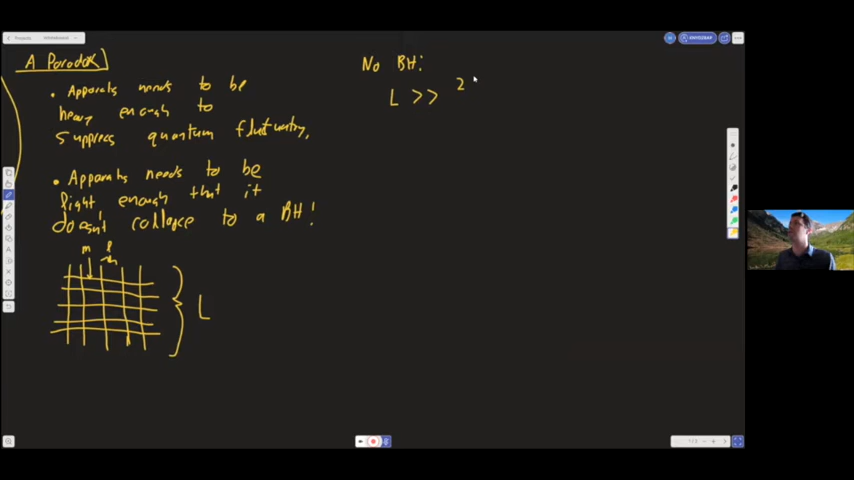 A Paradox
• Apparatus needs to be
heavy enough to
suppress quantum fluctuating.
• Apparatus needs to be
light enough that it
doesn't collapse to a BH!
m l
L
No BH:
L >> 2